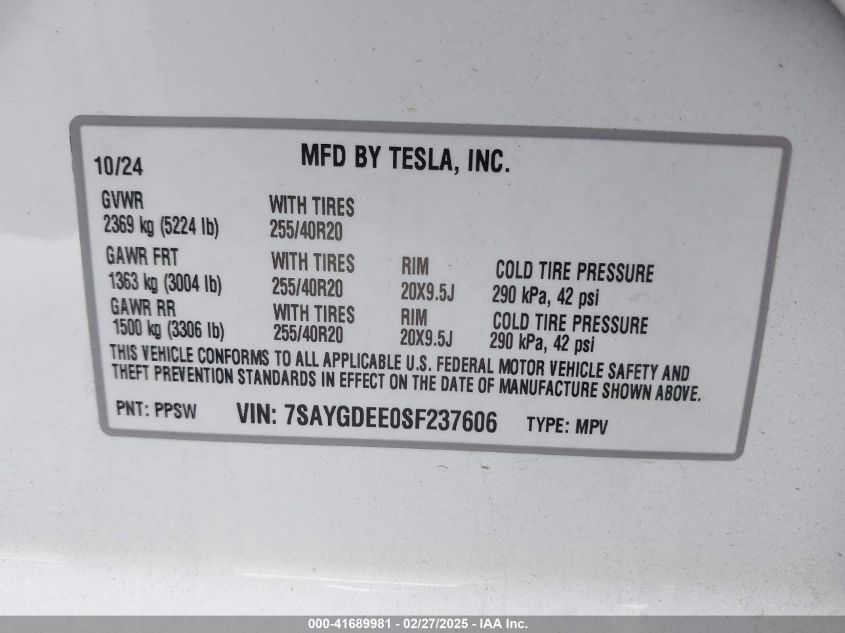 MFD BY TESLA, INC.
10/24
GVWR WITH TIRES
2369 kg (5224 lb) 255/40R20
GAWR FRT WITH TIRES RIM COLD TIRE PRESSURE
1363 kg (3004 lb) 255/40R20 20X9.5J 290 kPa, 42 psi
GAWR RR WITH TIRES RIM COLD TIRE PRESSURE
1500 kg (3306 lb) 255/40R20 20X9.5J 290 kPa, 42 psi
THIS VEHICLE CONFORMS TO ALL APPLICABLE U.S. FEDERAL MOTOR VEHICLE SAFETY AND
THEFT PREVENTION STANDARDS IN EFFECT ON THE DATE OF MANUFACTURE SHOWN ABOVE.
PNT: PPSW VIN: 7SAYGDEE0SF237606 TYPE: MPV
000-41689981 - 02/27/2025 - IAA Inc.